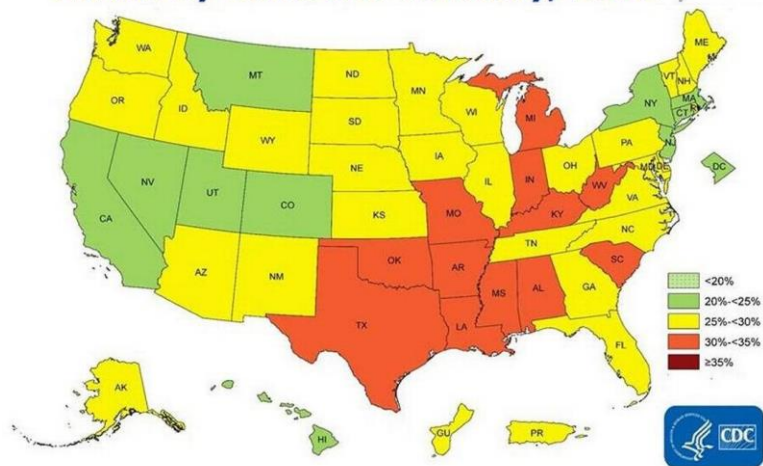 WA
MT
ND
MN
ME
VT
NH
OR
ID
SD
WI
MI
NY
MA
CT
WY
IA
PA
NJ
NE
IL
IN
OH
MD
DE
DC
NV
UT
CO
KS
MO
KY
WV
VA
CA
AZ
NM
OK
AR
TN
NC
SC
TX
LA
MS
AL
GA
FL
<20%
20%-<25%
25%-<30%
30%-<35%
≥35%
AK
HI
GU
PR
CDC